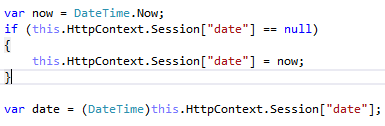 var now = DateTime.Now;
if (this.HttpContext.Session["date"] == null)
{
    this.HttpContext.Session["date"] = now;
}
var date = (DateTime)this.HttpContext.Session["date"];